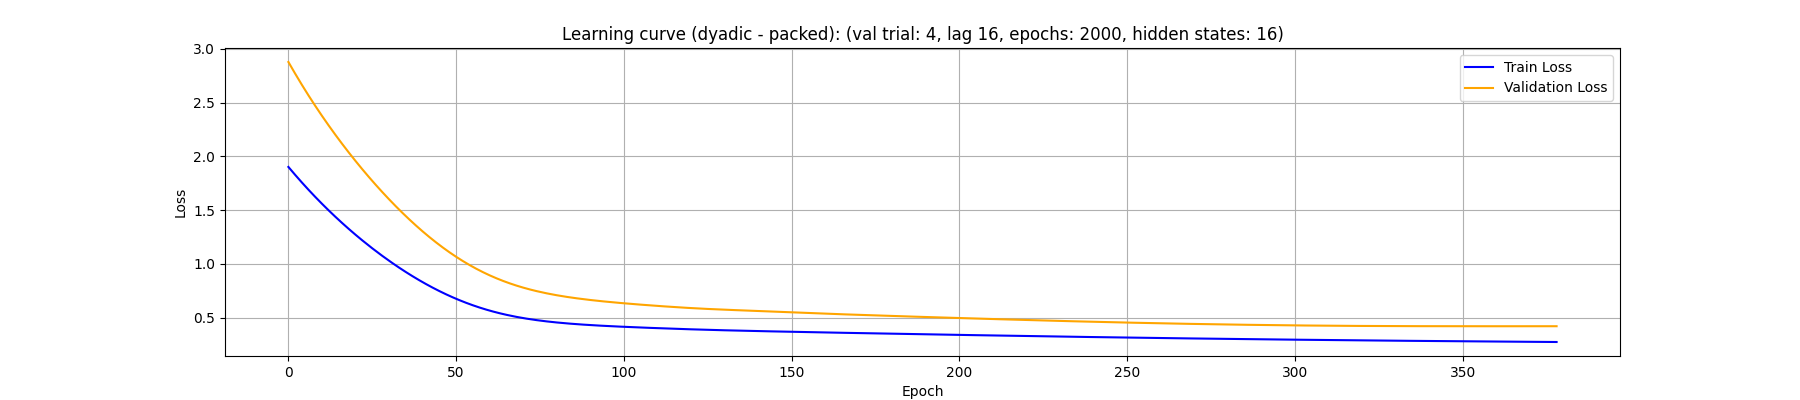 Learning curve (dyadic - packed): (val trial: 4, lag 16, epochs: 2000, hidden states: 16)
Train Loss
Validation Loss
Loss
3.0
2.5
2.0
1.5
1.0
0.5
0 50 100 150 200 250 300 350
Epoch